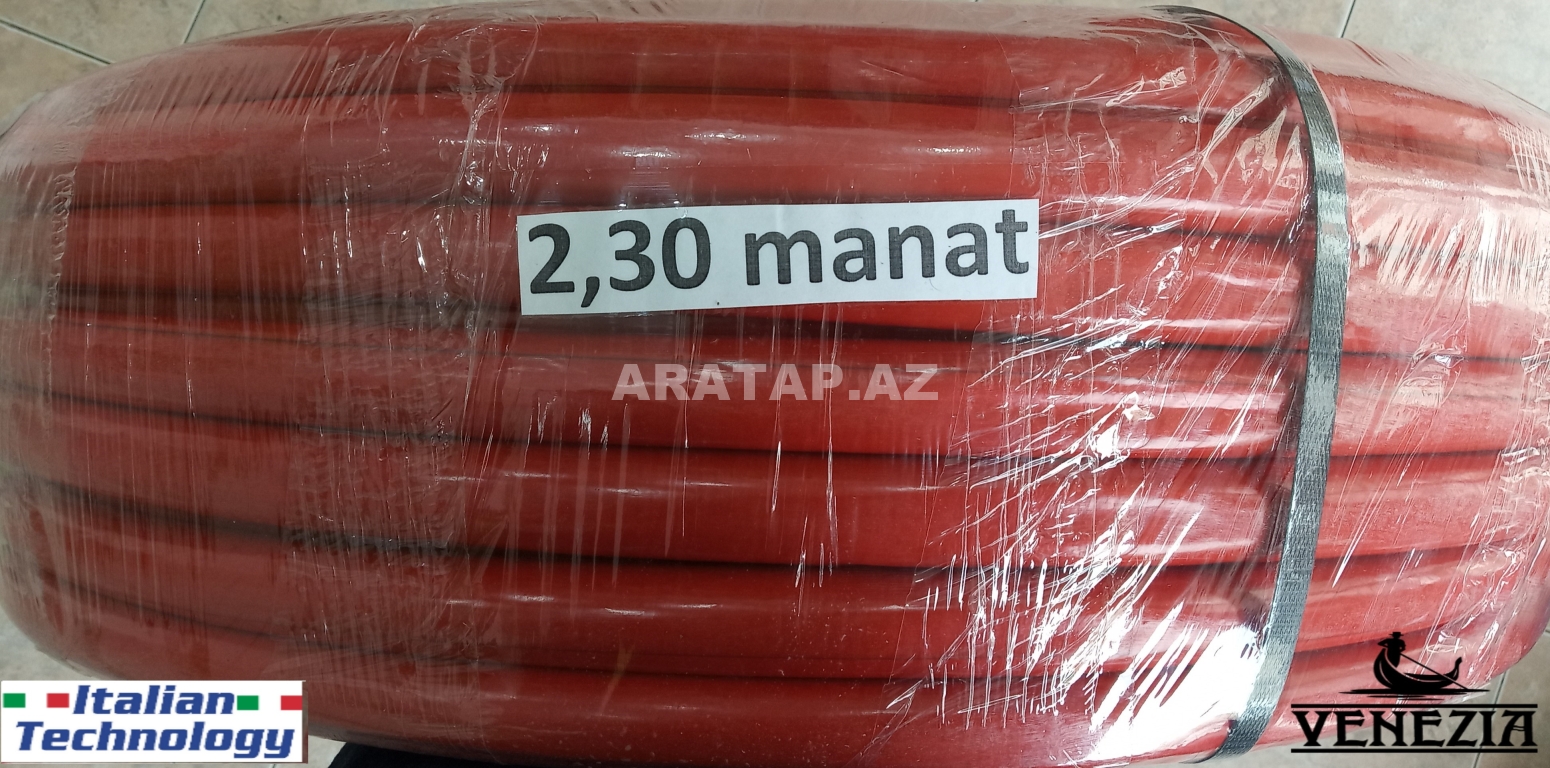 2,30 manat
ARATAP.AZ
Italian
Technology
VENEZIA